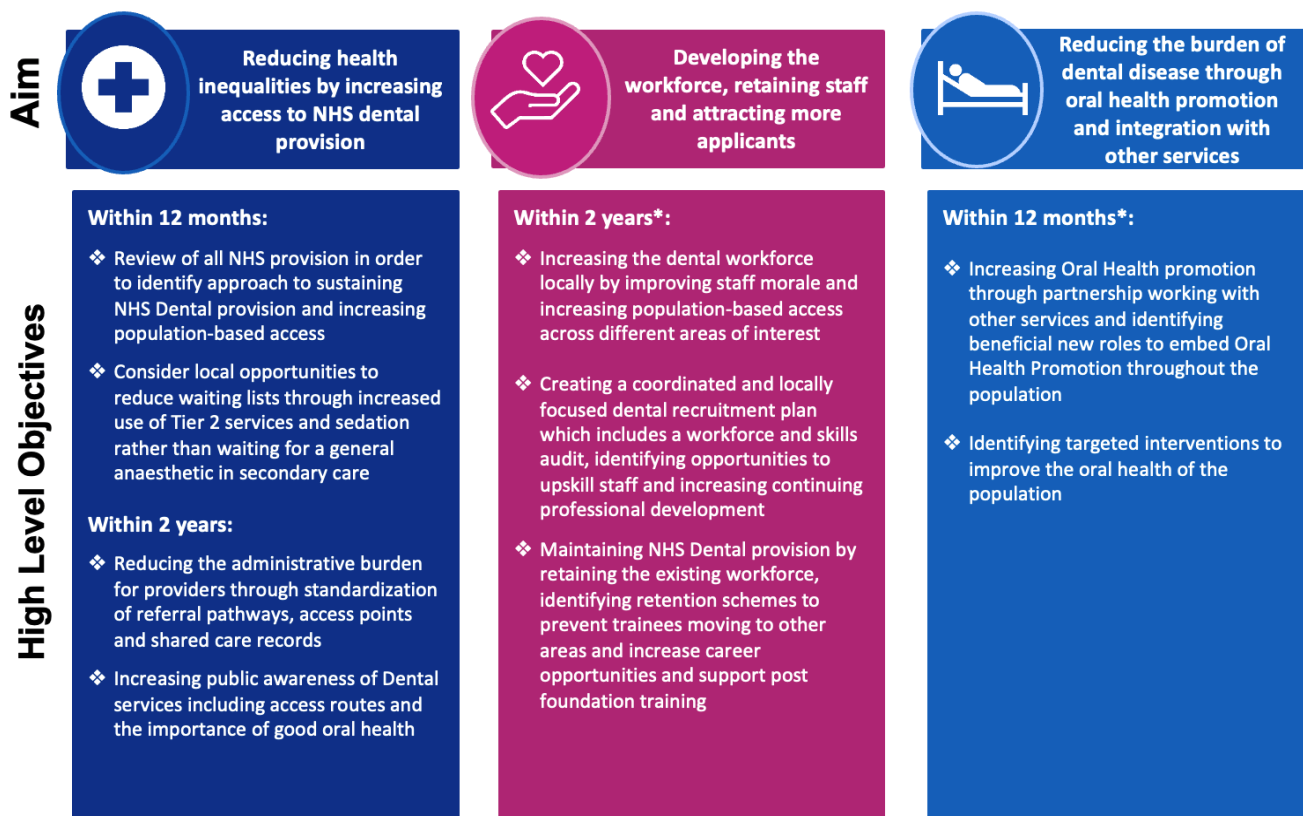 Aim
Reducing health
inequalities by increasing
access to NHS dental
provision
Developing the
workforce, retaining staff
and attracting more
applicants
Reducing the burden of
dental disease through
oral health promotion
and integration with
other services
High Level Objectives
Within 12 months:
❖ Review of all NHS provision in order
to identify approach to sustaining
NHS Dental provision and increasing
population-based access
❖ Consider local opportunities to
reduce waiting lists through increased
use of Tier 2 services and sedation
rather than waiting for a general
anaesthetic in secondary care
Within 2 years:
❖ Reducing the administrative burden
for providers through standardization
of referral pathways, access points
and shared care records
❖ Increasing public awareness of Dental
services including access routes and
the importance of good oral health
Within 2 years*:
❖ Increasing the dental workforce
locally by improving staff morale and
increasing population-based access
across different areas of interest
❖ Creating a coordinated and locally
focused dental recruitment plan
which includes a workforce and skills
audit, identifying opportunities to
upskill staff and increasing continuing
professional development
❖ Maintaining NHS Dental provision by
retaining the existing workforce,
identifying retention schemes to
prevent trainees moving to other
areas and increase career
opportunities and support post
foundation training
Within 12 months*:
❖ Increasing Oral Health promotion
through partnership working with
other services and identifying
beneficial new roles to embed Oral
Health Promotion throughout the
population
❖ Identifying targeted interventions to
improve the oral health of the
population